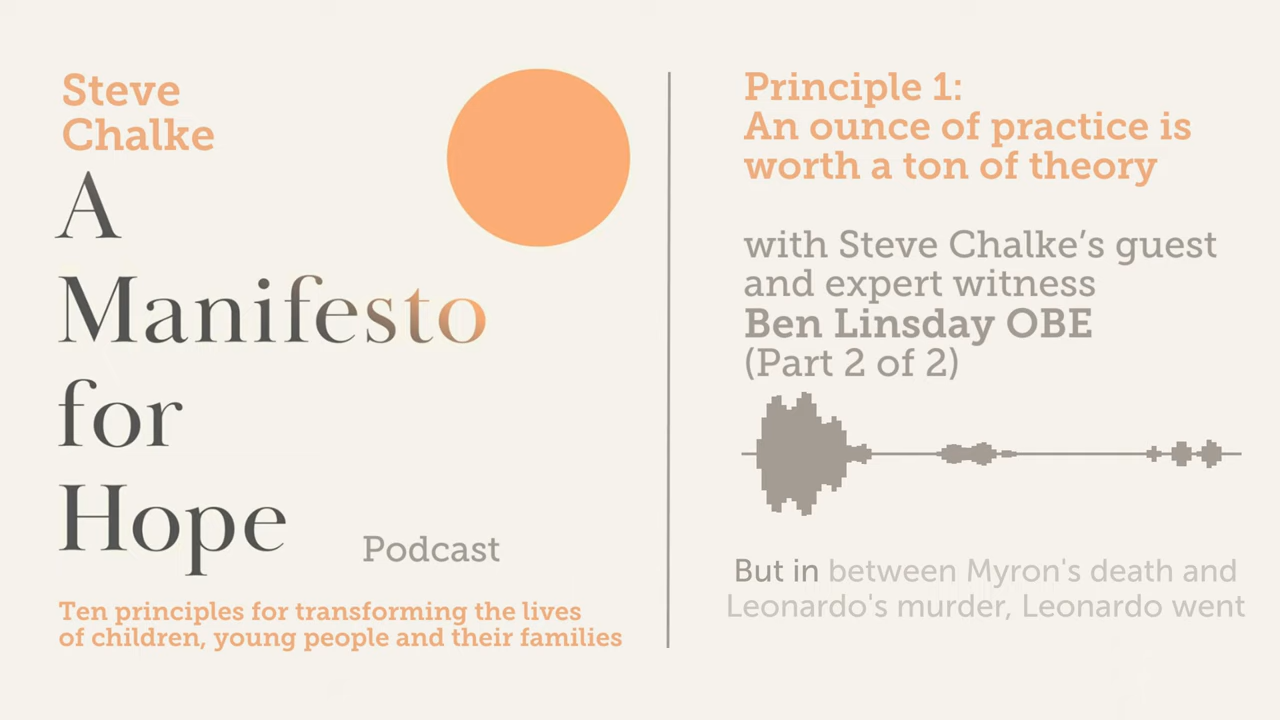 Steve
Chalke
A
Manifesto
for
Hope
Podcast
Ten principles for transforming the lives
of children, young people and their families
Principle 1:
An ounce of practice is
worth a ton of theory
with Steve Chalke’s guest
and expert witness
Ben Linsday OBE
(Part 2 of 2)
But in between Myron's death and
Leonardo's murder, Leonardo went